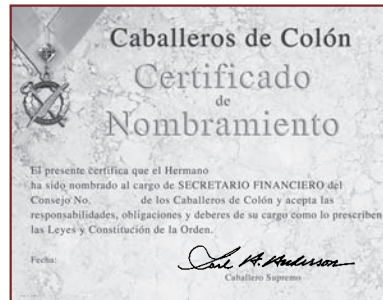 Caballeros de Colón
Certificado
de
Nombramiento
El presente certifica que el Hermano
ha sido nombrado al cargo de SECRETARIO FINANCIERO del
Consejo No. de los Caballeros de Colón y acepta las
responsabilidades, obligaciones y deberes de su cargo como lo prescriben
las Leyes y Constitución de la Orden.
Fecha:
Carl A. Anderson
Caballero Supremo